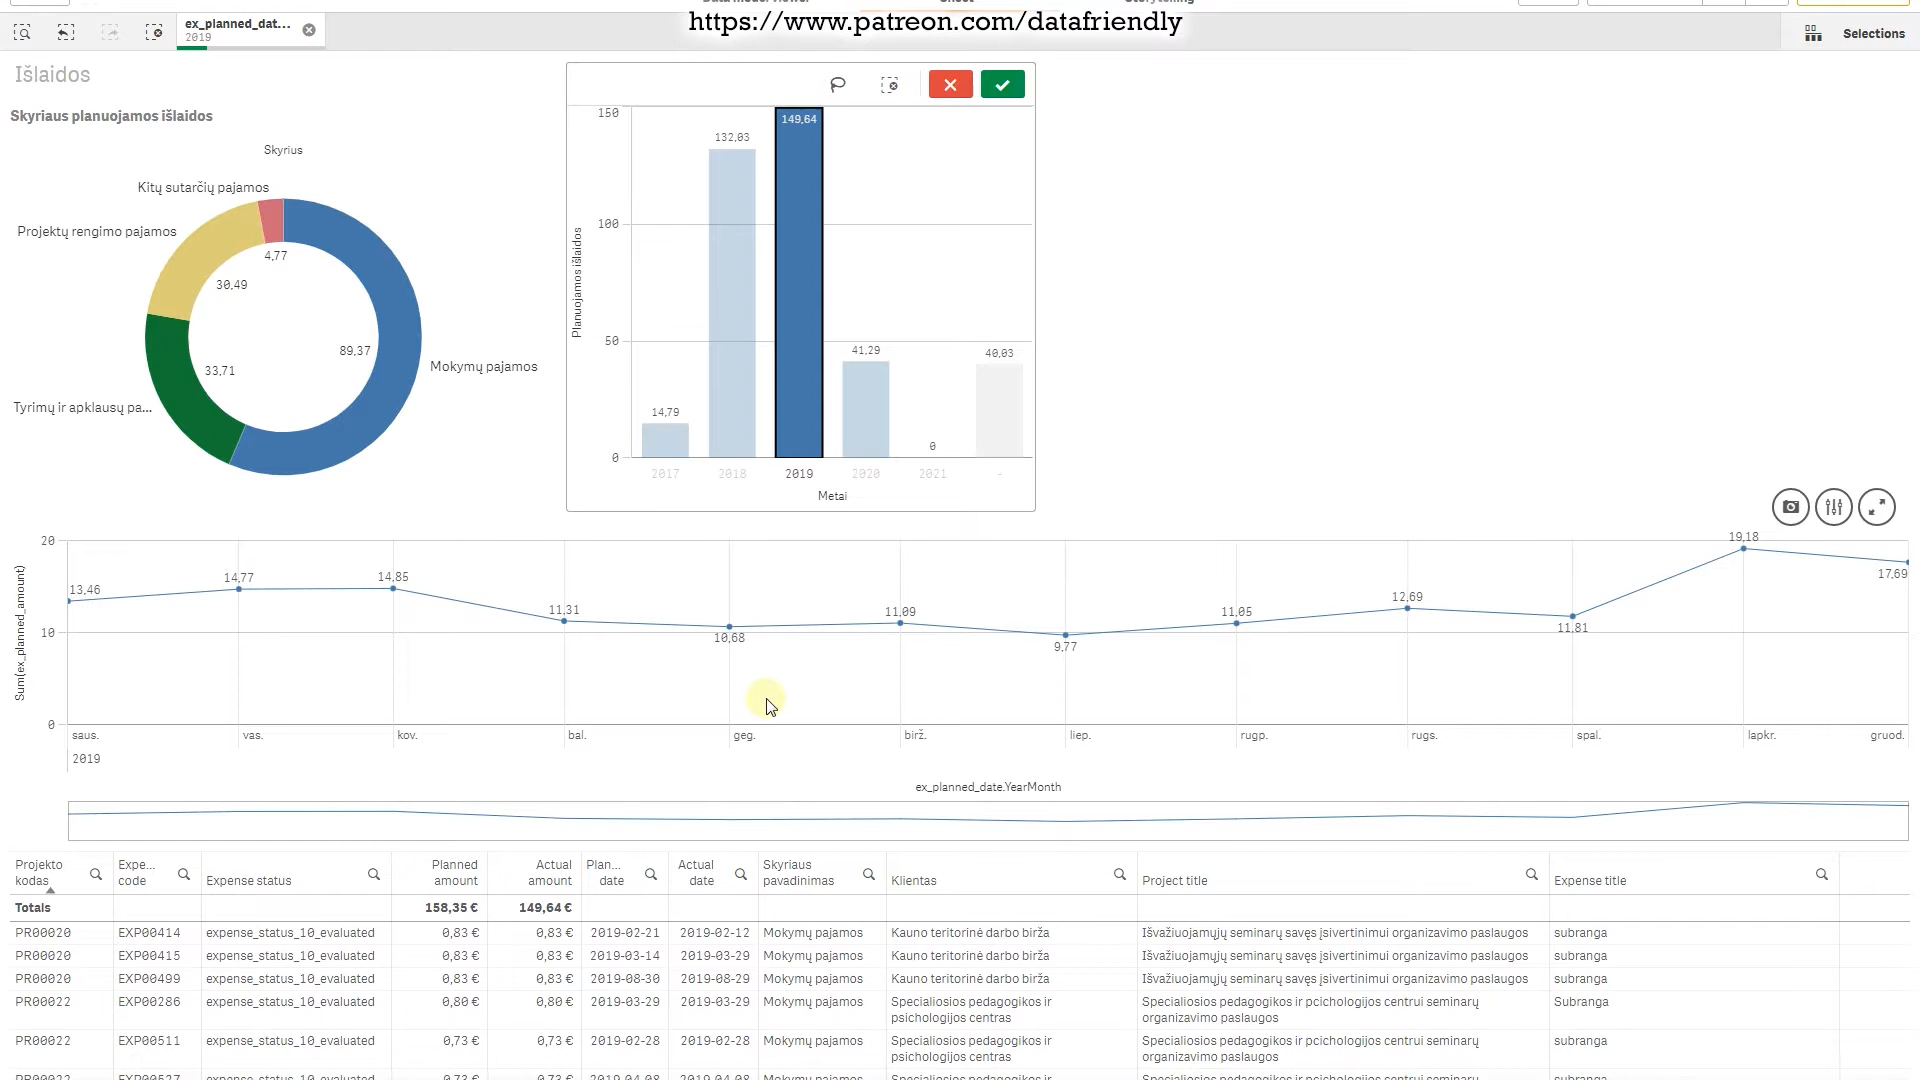 https://www.patreon.com/datafriendly
ex_planned_dat...
2019
Selections
Išlaidos
Skyriaus planuojamos išlaidos
Skyrius
Kitų sutarčių pajamos
Projektų rengimo pajamos
4,77
30,49
89,37
33,71
Mokymų pajamos
Tyrimų ir apklausų pa...
Planuojamos išlaidos
150
100
50
0
149,64
132,03
41,29
40,03
14,79
0
2017 2018 2019 2020 2021 -
Metai
Sum(ex_planned_amount)
20
10
0
13,46
14,77
14,85
11,31
10,68
11,09
9,77
11,05
12,69
11,81
19,18
17,69
saus. vas. kov. bal. geg. birž. liep. rugp. rugs. spal. lapkr. gruod.
2019
ex_planned_date.YearMonth
Projekto kodas Expe... code Expense status Planned amount Actual amount Plan... date Actual date Skyriaus pavadinimas Klientas Project title Expense title
Totals 158,35 € 149,64 €
PR00020 EXP00414 expense_status_10_evaluated 0,83 € 0,83 € 2019-02-21 2019-02-12 Mokymų pajamos Kauno teritorinė darbo birža Išvažiuojamųjų seminarų savęs įsivertinimui organizavimo paslaugos subranga
PR00020 EXP00415 expense_status_10_evaluated 0,83 € 0,83 € 2019-03-14 2019-03-29 Mokymų pajamos Kauno teritorinė darbo birža Išvažiuojamųjų seminarų savęs įsivertinimui organizavimo paslaugos subranga
PR00020 EXP00499 expense_status_10_evaluated 0,83 € 0,83 € 2019-08-30 2019-08-29 Mokymų pajamos Kauno teritorinė darbo birža Išvažiuojamųjų seminarų savęs įsivertinimui organizavimo paslaugos subranga
PR00022 EXP00286 expense_status_10_evaluated 0,80 € 0,80 € 2019-03-29 2019-03-29 Mokymų pajamos Specialiosios pedagogikos ir psichologijos centras Specialiosios pedagogikos ir pcichologijos centrui seminarų organizavimo paslaugos Subranga
PR00022 EXP00511 expense_status_10_evaluated 0,73 € 0,73 € 2019-02-28 2019-02-28 Mokymų pajamos Specialiosios pedagogikos ir psichologijos centras Specialiosios pedagogikos ir pcichologijos centrui seminarų organizavimo paslaugos subranga